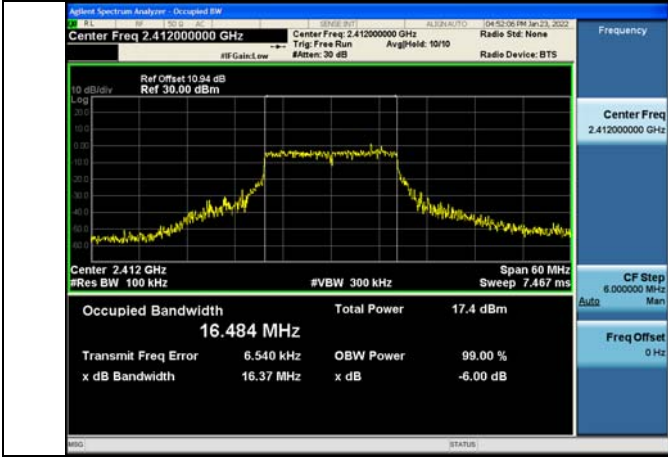 Agilent Spectrum Analyzer - Occupied BW
RL RF 50 Ω AC SENSE:INT ALIGNAUTO 04:52:06 PM Jan 23, 2022
Center Freq 2.412000000 GHz
Center Freq: 2.412000000 GHz
Radio Std: None
Trig: Free Run Avg|Hold: 10/10
#IFGain:Low #Atten: 30 dB Radio Device: BTS
Ref Offset 10.94 dB
10 dB/div Ref 30.00 dBm
Log
20.0
10.0
0.00
-10.0
-20.0
-30.0
-40.0
-50.0
-60.0
Center 2.412 GHz Span 60 MHz
#Res BW 100 kHz #VBW 300 kHz Sweep 7.467 ms
Occupied Bandwidth Total Power 17.4 dBm
16.484 MHz
Transmit Freq Error 6.540 kHz OBW Power 99.00 %
x dB Bandwidth 16.37 MHz x dB -6.00 dB
MSG STATUS
Frequency
Center Freq
2.412000000 GHz
CF Step
6.000000 MHz
Auto Man
Freq Offset
0 Hz